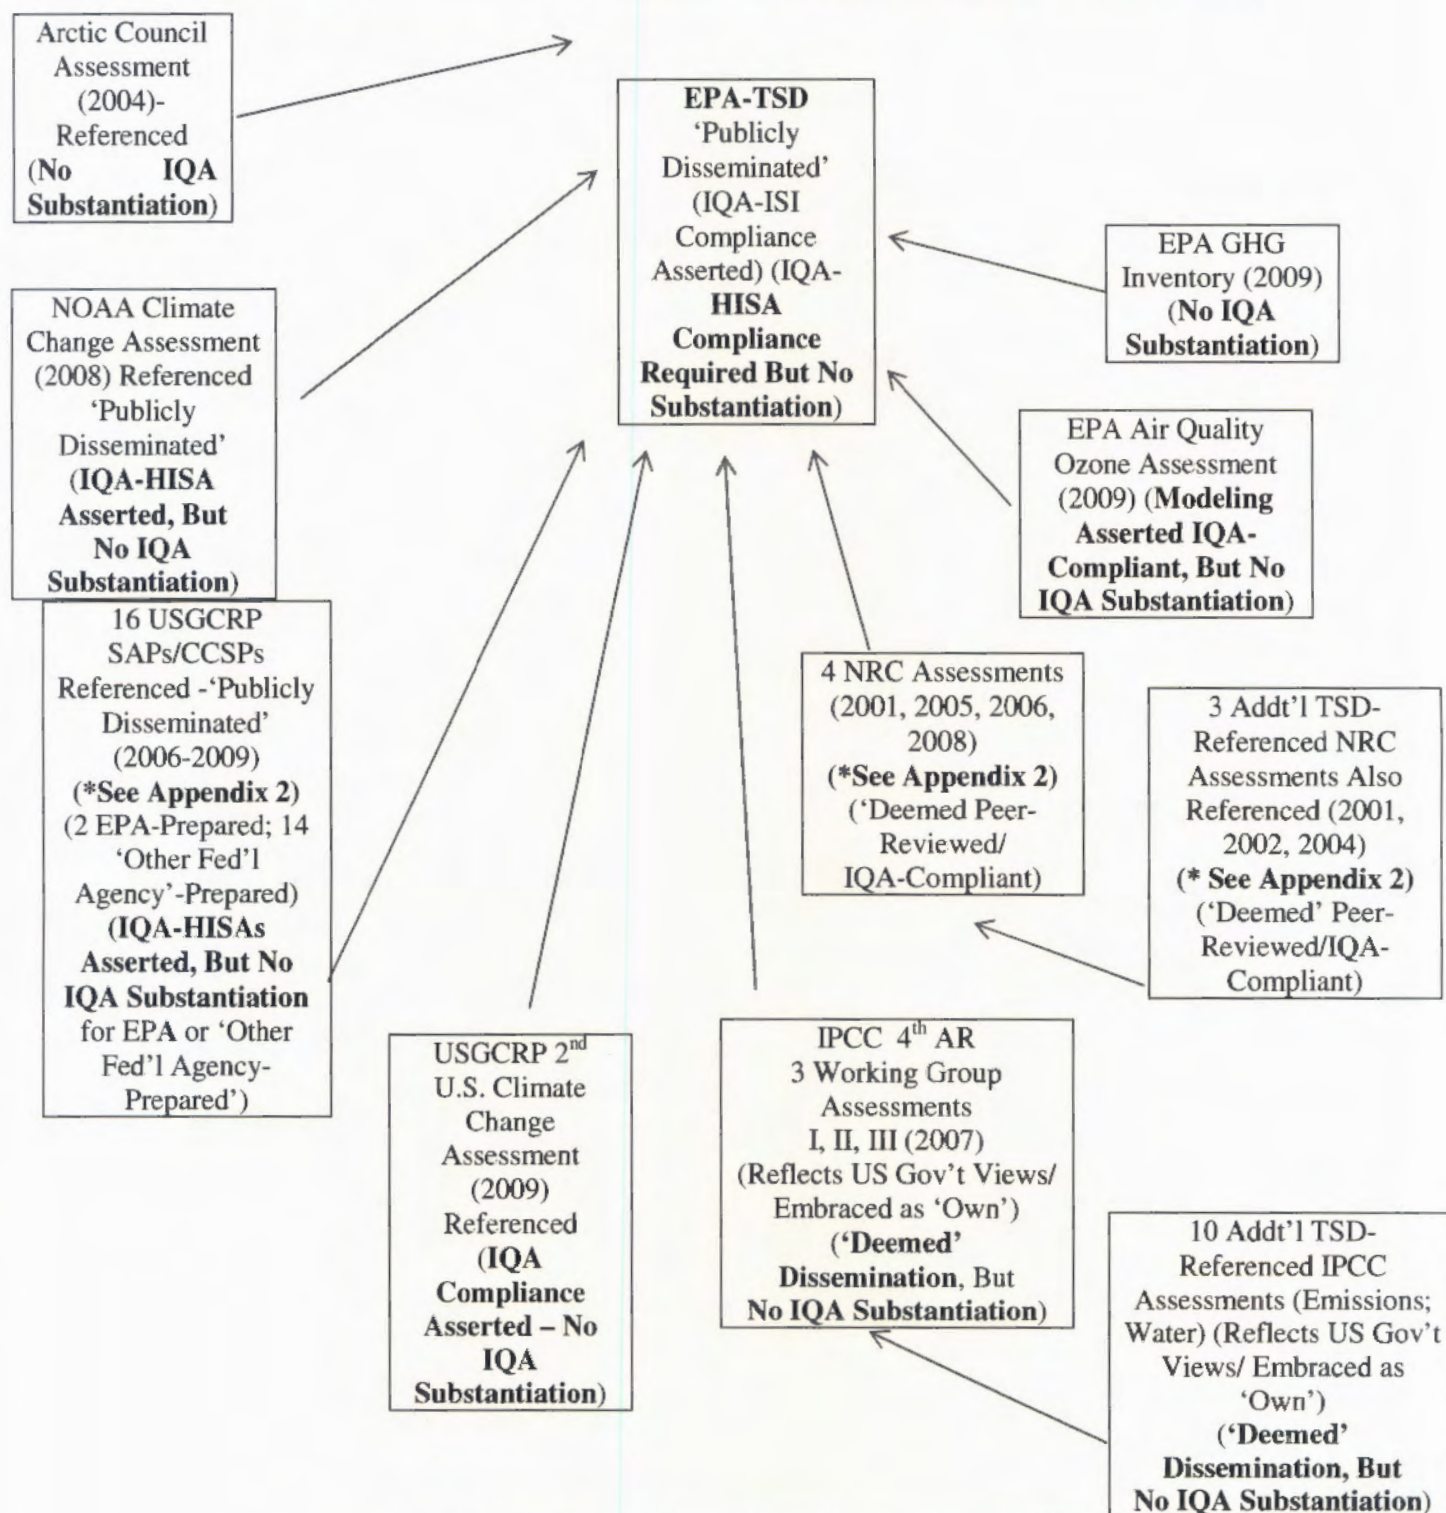 Arctic Council
Assessment
(2004)-
Referenced
(No IQA
Substantiation)
NOAA Climate
Change Assessment
(2008) Referenced
‘Publicly
Disseminated’
(IQA-HISA
Asserted, But
No IQA
Substantiation)
16 USGCRP
SAPs/CCSPs
Referenced -‘Publicly
Disseminated’
(2006-2009)
(*See Appendix 2)
(2 EPA-Prepared; 14
‘Other Fed’l
Agency’-Prepared)
(IQA-HISAs
Asserted, But No
IQA Substantiation
for EPA or ‘Other
Fed’l Agency-
Prepared’)
EPA-TSD
‘Publicly
Disseminated’
(IQA-ISI
Compliance
Asserted) (IQA-
HISA
Compliance
Required But No
Substantiation)
EPA GHG
Inventory (2009)
(No IQA
Substantiation)
EPA Air Quality
Ozone Assessment
(2009) (Modeling
Asserted IQA-
Compliant, But No
IQA Substantiation)
4 NRC Assessments
(2001, 2005, 2006,
2008)
(*See Appendix 2)
(‘Deemed Peer-
Reviewed/
IQA-Compliant)
3 Addt’l TSD-
Referenced NRC
Assessments Also
Referenced (2001,
2002, 2004)
(* See Appendix 2)
(‘Deemed’ Peer-
Reviewed/IQA-
Compliant)
USGCRP 2nd
U.S. Climate
Change
Assessment
(2009)
Referenced
(IQA
Compliance
Asserted – No
IQA
Substantiation)
IPCC 4th AR
3 Working Group
Assessments
I, II, III (2007)
(Reflects US Gov’t Views/
Embraced as ‘Own’)
(‘Deemed’
Dissemination, But
No IQA Substantiation)
10 Addt’l TSD-
Referenced IPCC
Assessments (Emissions;
Water) (Reflects US Gov’t
Views/ Embraced as
‘Own’)
(‘Deemed’
Dissemination, But
No IQA Substantiation)